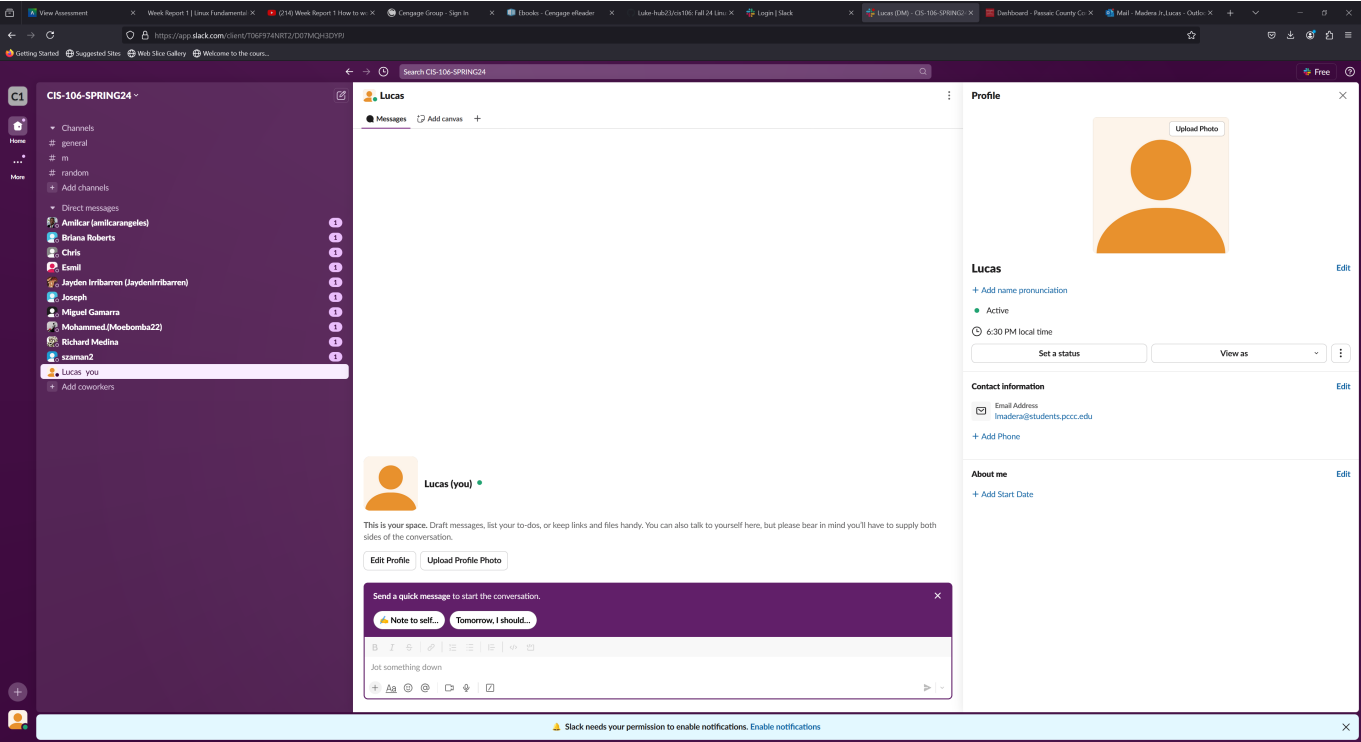 View Assessment
Week Report 1 | Linux Fundamental
(214) Week Report 1 How to wo
Cengage Group - Sign In
Ebooks - Cengage eReader
Luke-hub23/cis106: Fall 24 Linu
Login | Slack
Lucas (DM) - CIS-106-SPRING2
Dashboard - Passaic County Co
Mail - Madera Jr.,Lucas - Outlo
https://app.slack.com/client/T06F974NRT2/D07MQH3DYPJ
Getting Started
Suggested Sites
Web Slice Gallery
Welcome to the cours...
Search CIS-106-SPRING24
Free
C1
Home
More
CIS-106-SPRING24
Channels
# general
# m
# random
+ Add channels
Direct messages
Amilcar (amilcarangeles) 1
Briana Roberts 1
Chris 1
Esmil 1
Jayden Irribarren (JaydenIrribarren) 1
Joseph 1
Miguel Gamarra 1
Mohammed.(Moebomba22) 1
Richard Medina 1
szaman2 1
Lucas you
+ Add coworkers
Lucas
Messages
Add canvas
Lucas (you)
This is your space. Draft messages, list your to-dos, or keep links and files handy. You can also talk to yourself here, but please bear in mind you'll have to supply both
sides of the conversation.
Edit Profile
Upload Profile Photo
Send a quick message to start the conversation.
✍️ Note to self...
Tomorrow, I should...
Jot something down
Profile
Upload Photo
Lucas
Edit
+ Add name pronunciation
Active
6:30 PM local time
Set a status
View as
Contact information
Edit
Email Address
lmadera@students.pccc.edu
+ Add Phone
About me
Edit
+ Add Start Date
🔔 Slack needs your permission to enable notifications. Enable notifications